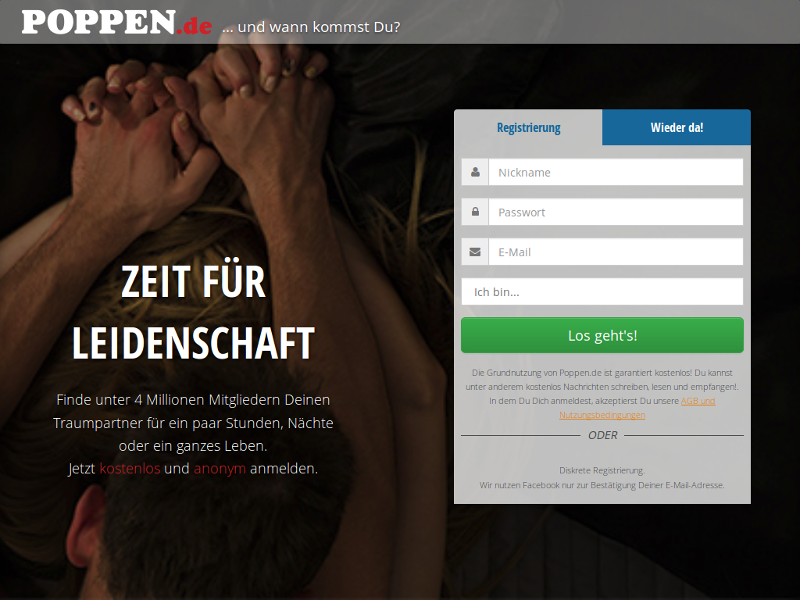 POPPEN.de ... und wann kommst Du?
ZEIT FÜR
LEIDENSCHAFT
Finde unter 4 Millionen Mitgliedern Deinen
Traumpartner für ein paar Stunden, Nächte
oder ein ganzes Leben.
Jetzt kostenlos und anonym anmelden.
Registrierung
Wieder da!
Nickname
Passwort
E-Mail
Ich bin...
Los geht's!
Die Grundnutzung von Poppen.de ist garantiert kostenlos! Du kannst
unter anderem kostenlos Nachrichten schreiben, lesen und empfangen!.
In dem Du Dich anmeldest, akzeptierst Du unsere AGB und
Nutzungsbedingungen
ODER
Diskrete Registrierung.
Wir nutzen Facebook nur zur Bestätigung Deiner E-Mail-Adresse.